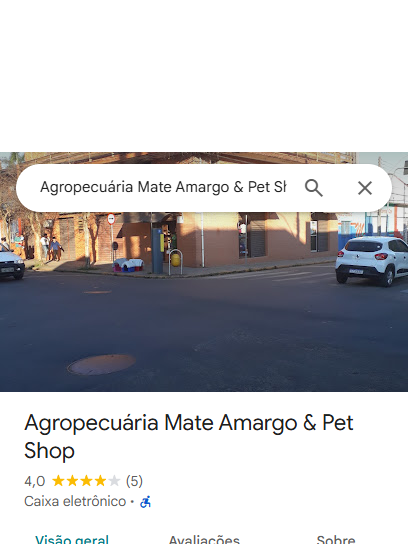 Agropecuária Mate Amargo & Pet Sh
Agropecuária Mate Amargo & Pet
Shop
4,0 (5)
Caixa eletrônico ·
Visão geral Avaliações Sobre